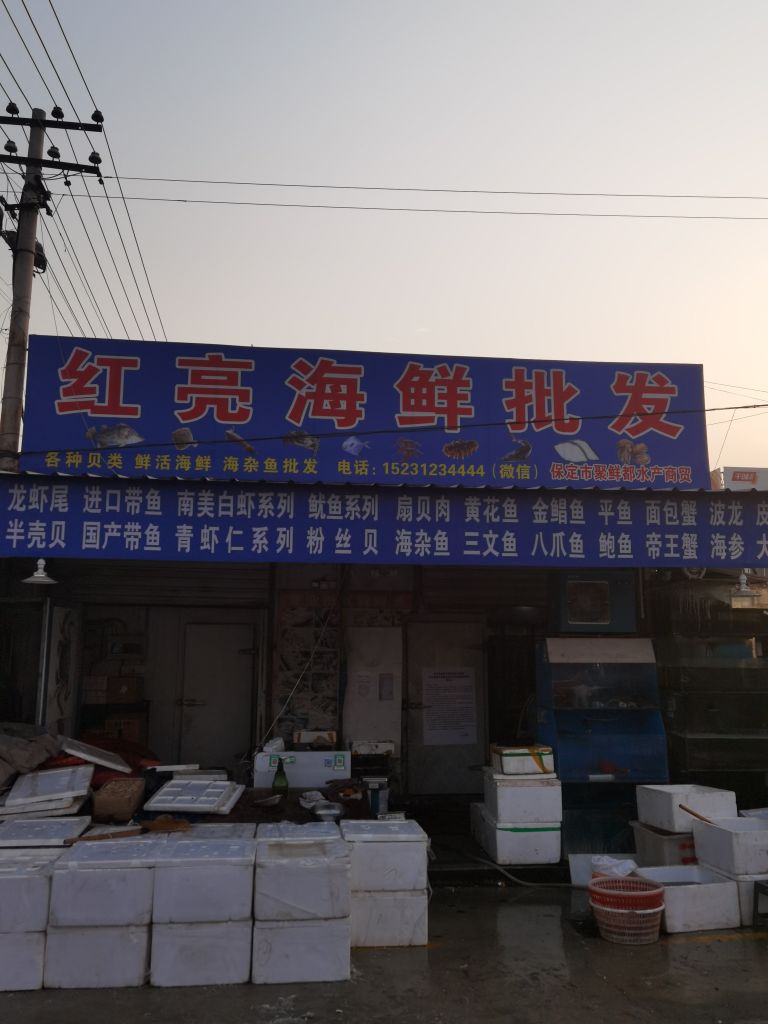 红亮海鲜批发
各种贝类 鲜活海鲜 海杂鱼批发 电话：15231234444（微信） 保定市聚鲜都水产商贸
龙虾尾 进口带鱼 南美白虾系列 鱿鱼系列 扇贝肉 黄花鱼 金鲳鱼 平鱼 面包蟹 波龙 皮
半壳贝 国产带鱼 青虾仁系列 粉丝贝 海杂鱼 三文鱼 八爪鱼 鲍鱼 帝王蟹 海参 大